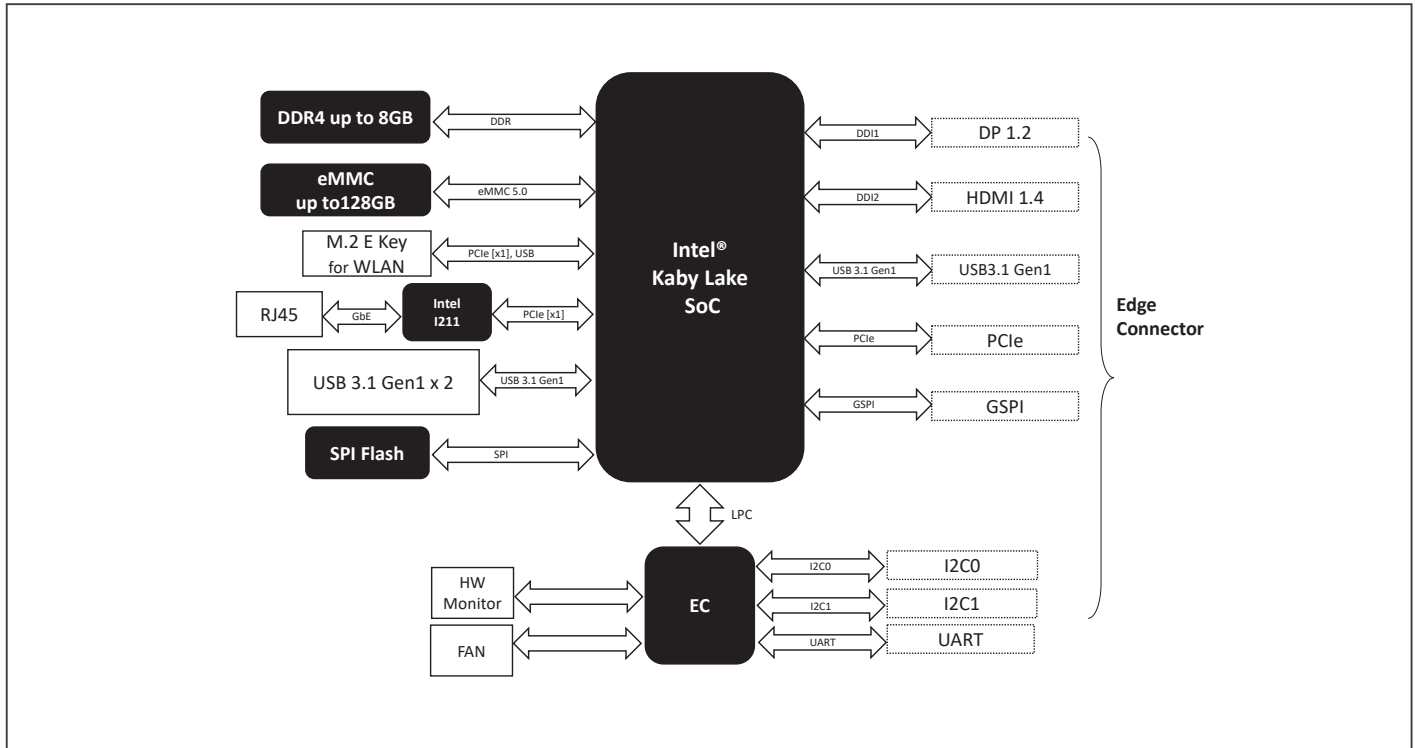 DDR4 up to 8GB
DDR
eMMC
up to128GB
eMMC 5.0
M.2 E Key
for WLAN
PCIe [x1], USB
RJ45
GbE
Intel
I211
PCIe [x1]
USB 3.1 Gen1 x 2
USB 3.1 Gen1
SPI Flash
SPI
Intel®
Kaby Lake
SoC
DDI1
DP 1.2
DDI2
HDMI 1.4
USB 3.1 Gen1
USB3.1 Gen1
PCIe
PCIe
GSPI
GSPI
Edge
Connector
LPC
HW
Monitor
FAN
EC
I2C0
I2C0
I2C1
I2C1
UART
UART